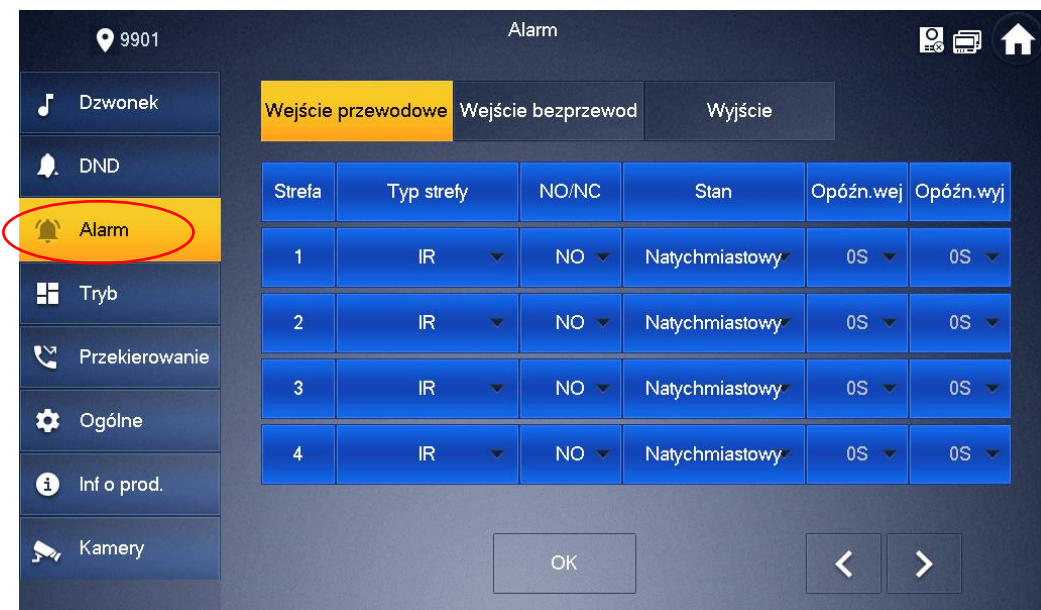 9901
Alarm
Dzwonek
DND
Alarm
Tryb
Przekierowanie
Ogólne
Inf o prod.
Kamery
Wejście przewodowe Wejście bezprzewod Wyjście
Strefa Typ strefy NO/NC Stan Opóźn.wej Opóźn.wyj
1 IR NO Natychmiastowy 0S 0S
2 IR NO Natychmiastowy 0S 0S
3 IR NO Natychmiastowy 0S 0S
4 IR NO Natychmiastowy 0S 0S
OK